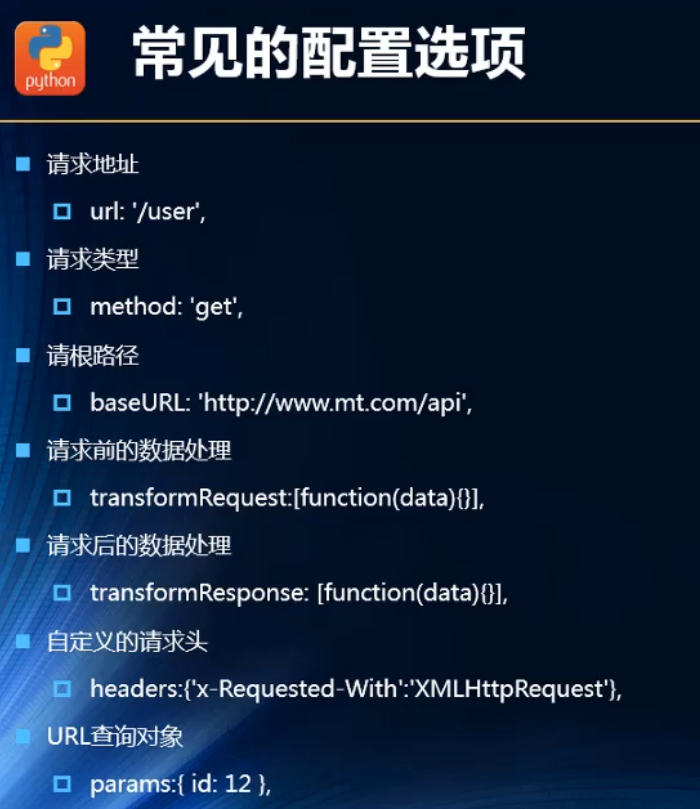 python
常见的配置选项
请求地址
url: '/user',
请求类型
method: 'get',
请根路径
baseURL: 'http://www.mt.com/api',
请求前的数据处理
transformRequest:[function(data){}],
请求后的数据处理
transformResponse: [function(data){}],
自定义的请求头
headers:{'x-Requested-With':'XMLHttpRequest'},
URL查询对象
params:{ id: 12 },